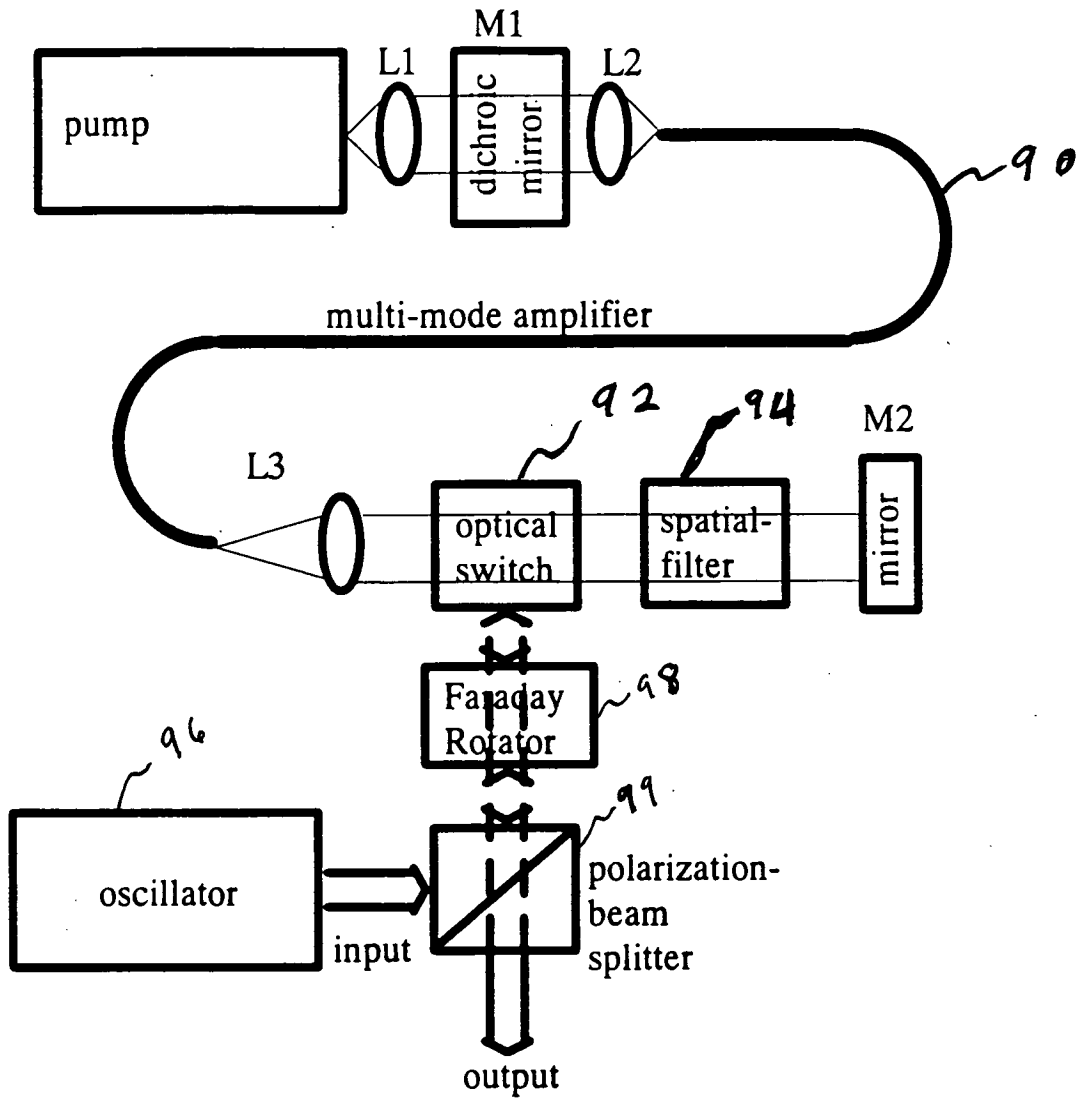 M1
L1
L2
pump
dichroic
mirror
90
multi-mode amplifier
92
94
M2
L3
optical
switch
spatial-
filter
mirror
Faraday
Rotator
98
96
99
oscillator
input
polarization-
beam
splitter
output